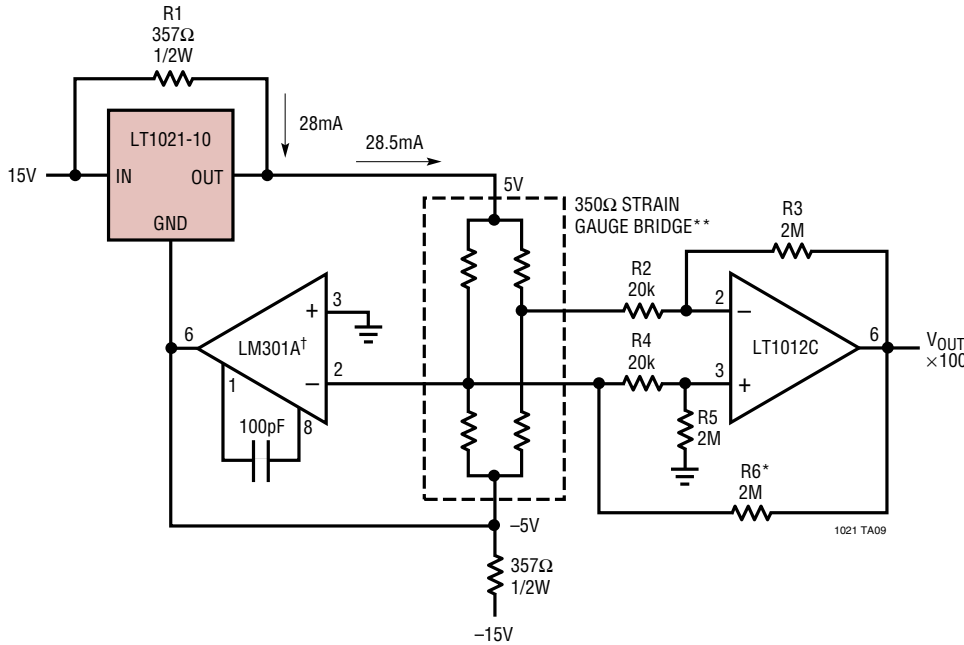 R1
357Ω
1/2W
LT1021-10
15V
IN
OUT
GND
28mA
28.5mA
5V
350Ω STRAIN
GAUGE BRIDGE**
R3
2M
R2
20k
R4
20k
2
–
3
+
LT1012C
6
VOUT
×100
R5
2M
R6*
2M
1021 TA09
6
LM301A†
+
3
–
2
1
8
100pF
–5V
357Ω
1/2W
–15V